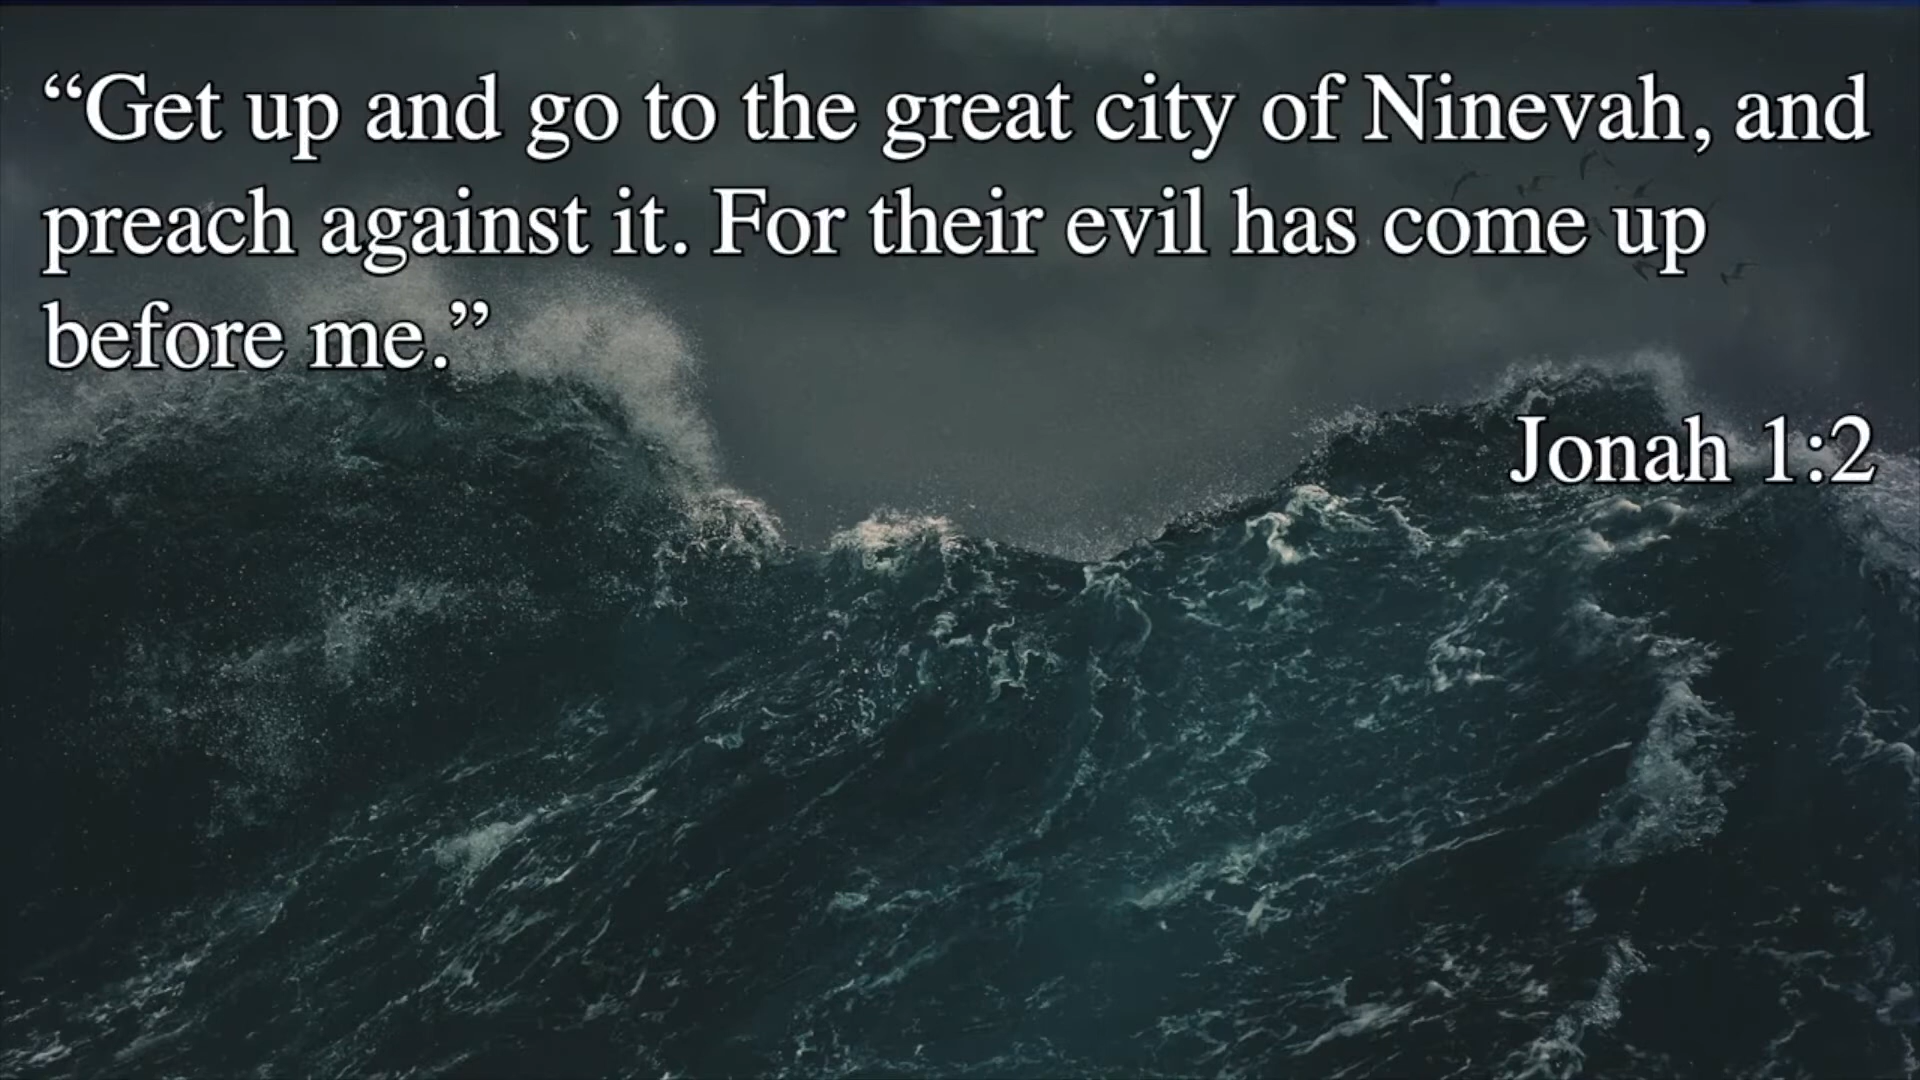 “Get up and go to the great city of Ninevah, and
preach against it. For their evil has come up
before me.”
Jonah 1:2